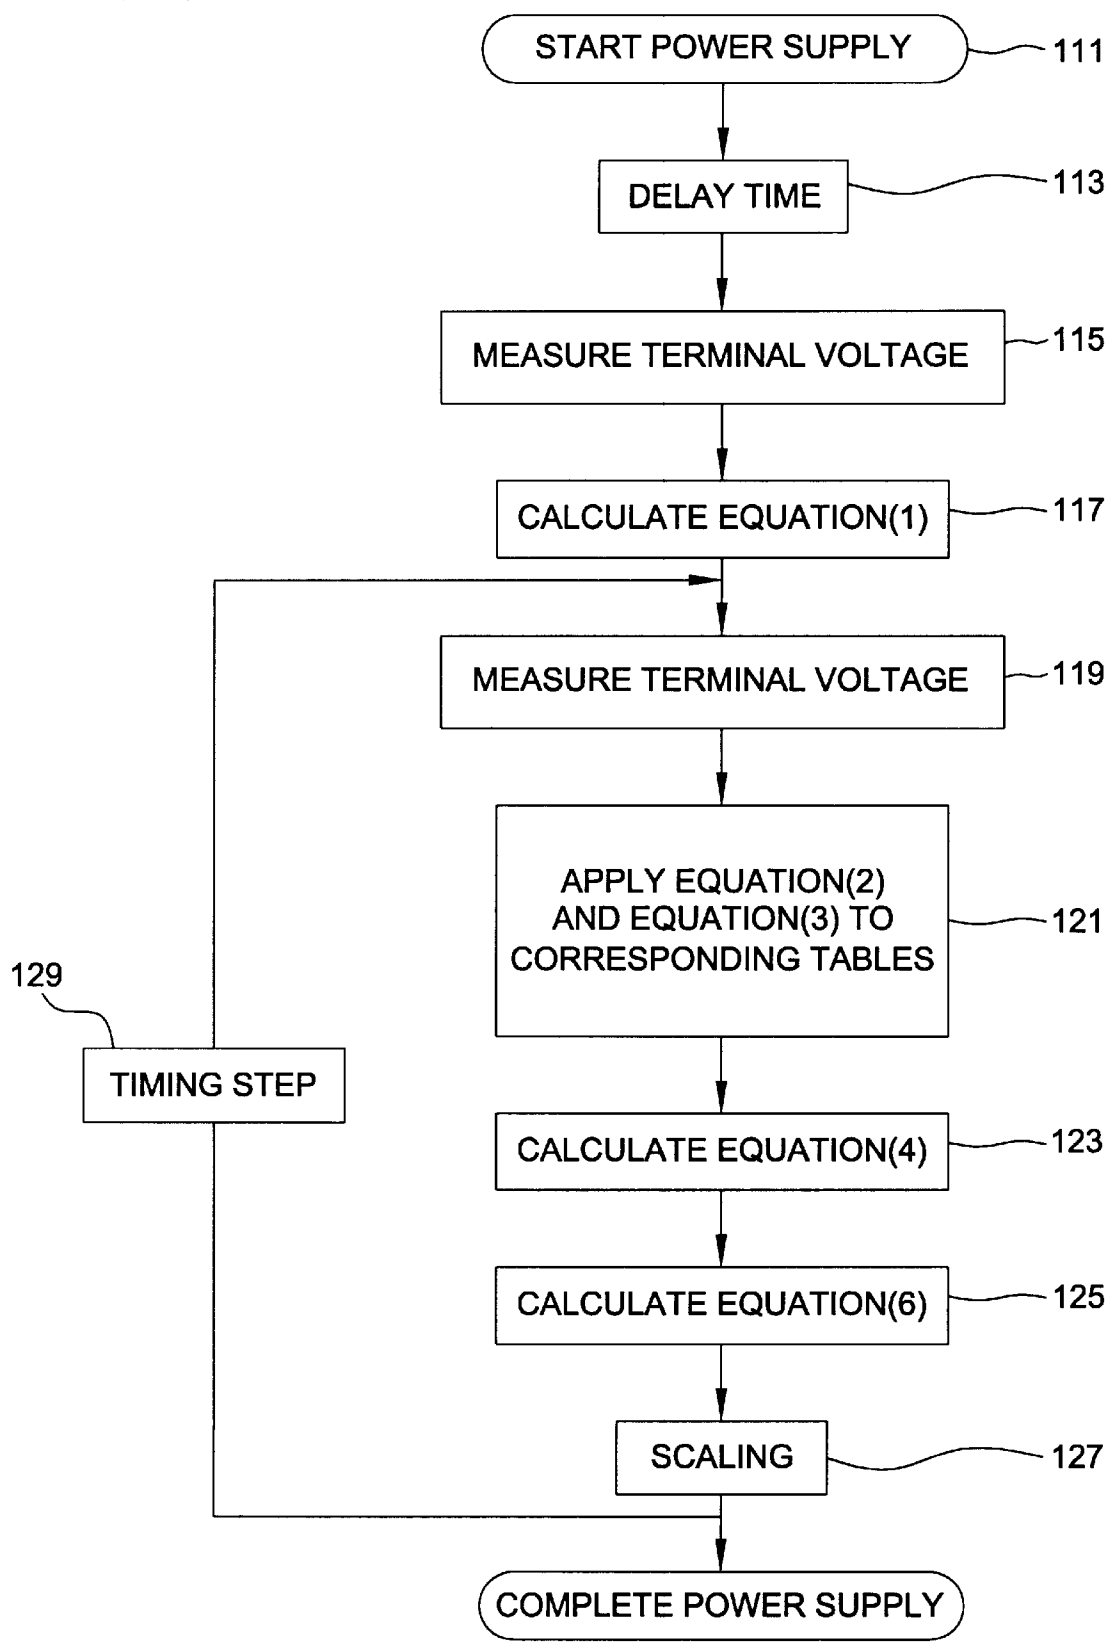 START POWER SUPPLY
111
DELAY TIME
113
MEASURE TERMINAL VOLTAGE
115
CALCULATE EQUATION(1)
117
MEASURE TERMINAL VOLTAGE
119
APPLY EQUATION(2)
AND EQUATION(3) TO
CORRESPONDING TABLES
121
129
TIMING STEP
CALCULATE EQUATION(4)
123
CALCULATE EQUATION(6)
125
SCALING
127
COMPLETE POWER SUPPLY